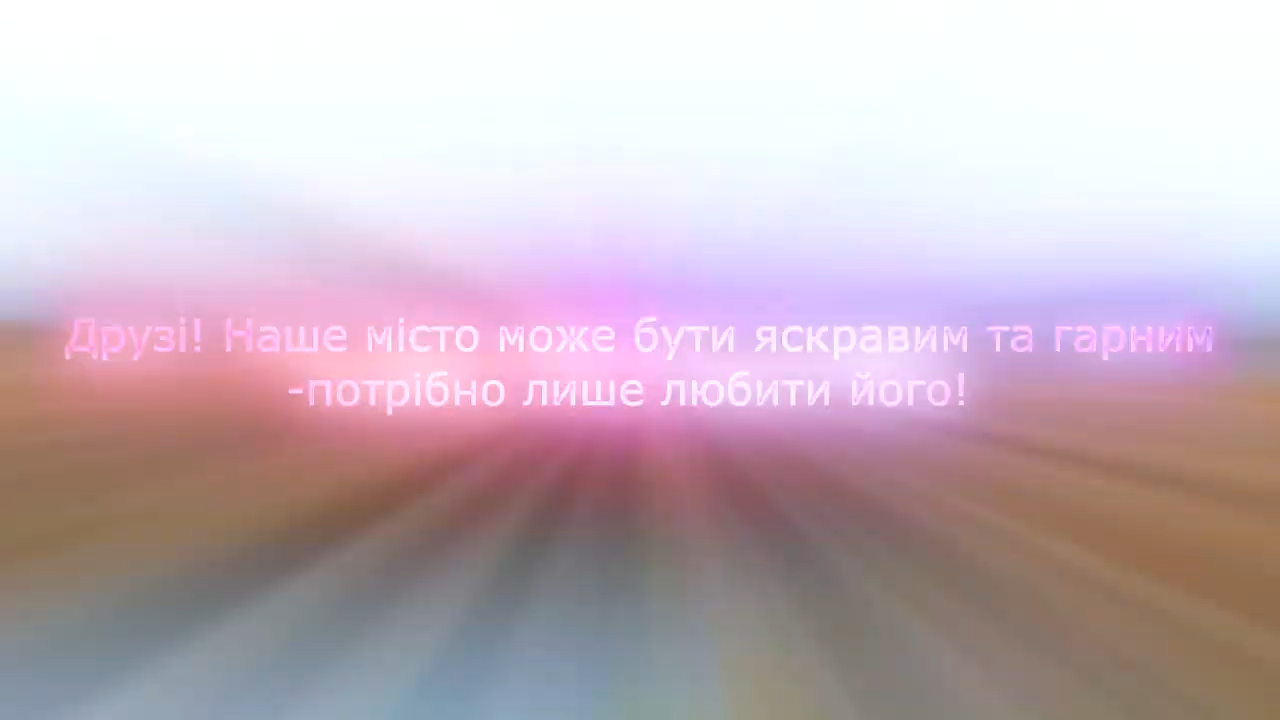 Друзі! Наше місто може бути яскравим та гарним
-потрібно лише любити його!